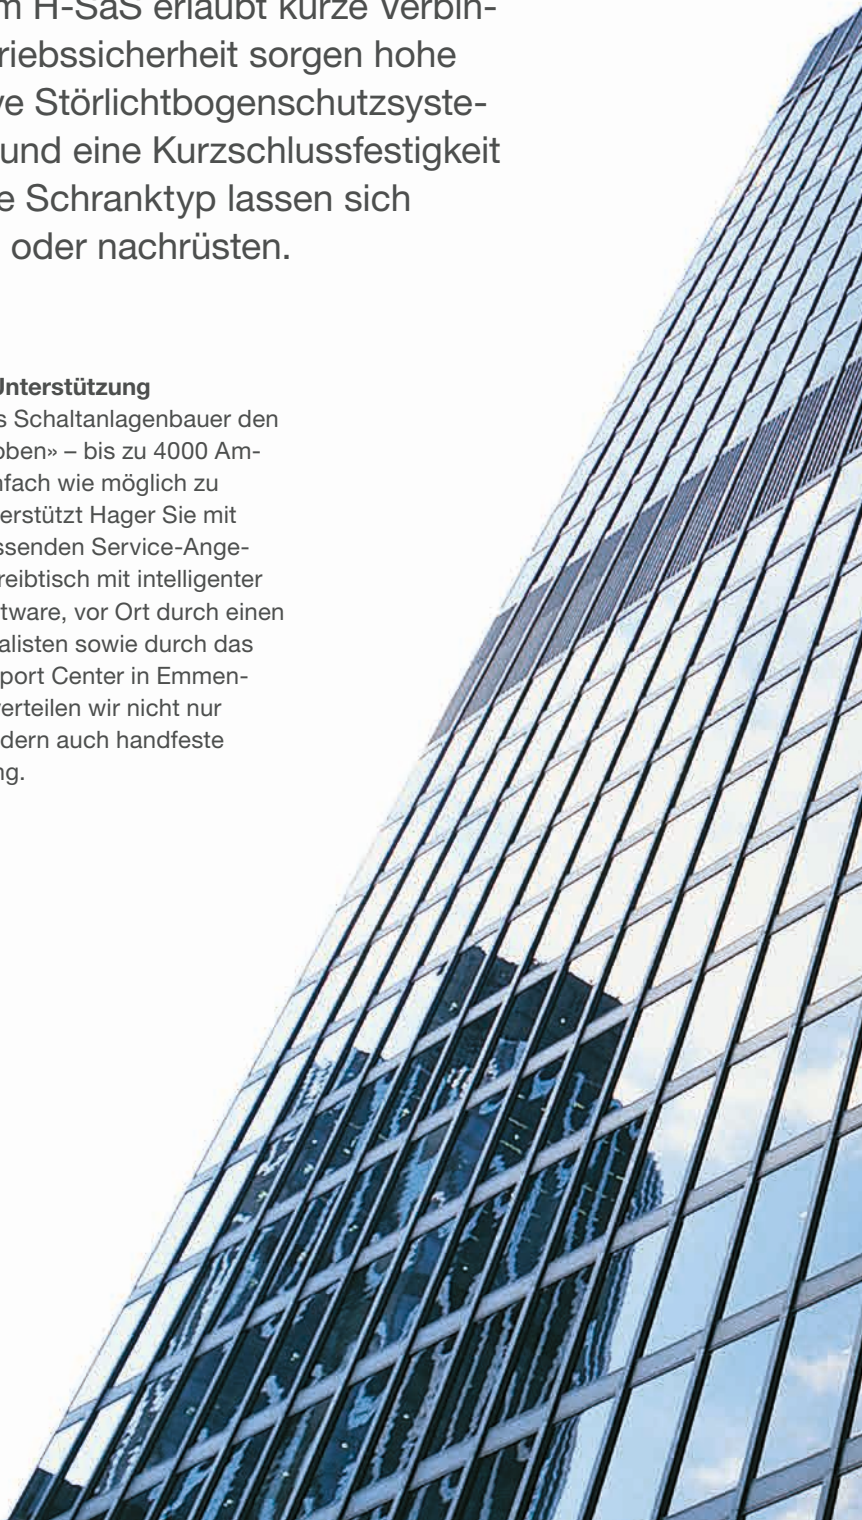 m H-SaS erlaubt kurze Verbin-
riebssicherheit sorgen hohe
ve Störlichtbogenschutzsyste-
und eine Kurzschlussfestigkeit
e Schranktyp lassen sich
oder nachrüsten.
Unterstützung
s Schaltanlagenbauer den
oben» – bis zu 4000 Am-
nfach wie möglich zu
erstützt Hager Sie mit
ssenden Service-Ange-
reibtisch mit intelligenter
tware, vor Ort durch einen
alisten sowie durch das
port Center in Emmen-
verteilen wir nicht nur
dern auch handfeste
ng.